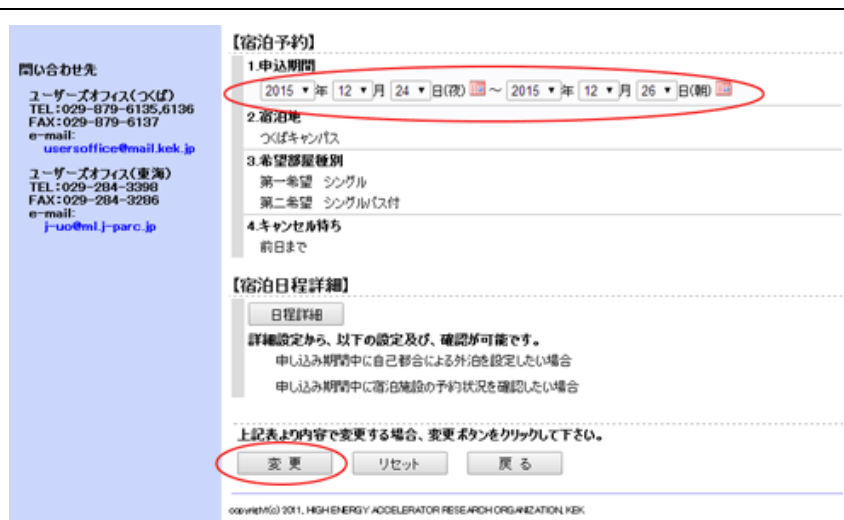 問い合わせ先
ユーザーズオフィス(つくば)
TEL:029-879-6135,6136
FAX:029-879-6137
e-mail:
usersoffice@mail.kek.jp
ユーザーズオフィス(東海)
TEL:029-284-3398
FAX:029-284-3286
e-mail:
j-uo@ml.j-parc.jp
【宿泊予約】
1.申込期間
2015 年 12 月 24 日(夜) ～ 2015 年 12 月 26 日(朝)
2.宿泊地
つくばキャンパス
3.希望部屋種別
第一希望 シングル
第二希望 シングルバス付
4.キャンセル待ち
前日まで
【宿泊日程詳細】
日程詳細
詳細設定から、以下の設定及び、確認が可能です。
申し込み期間中に自己都合による外泊を設定したい場合
申し込み期間中に宿泊施設の予約状況を確認したい場合
上記表より内容で変更する場合、変更ボタンをクリックして下さい。
変 更 リセット 戻 る
copyright(c) 2011, HIGH ENERGY ACCELERATOR RESEARCH ORGANIZATION, KEK